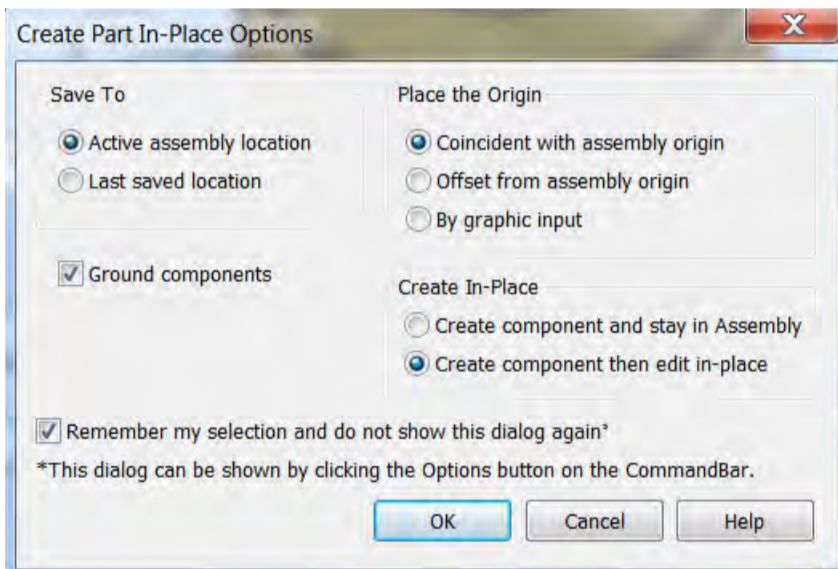 Create Part In-Place Options
Save To
Active assembly location
Last saved location
Ground components
Place the Origin
Coincident with assembly origin
Offset from assembly origin
By graphic input
Create In-Place
Create component and stay in Assembly
Create component then edit in-place
Remember my selection and do not show this dialog again*
*This dialog can be shown by clicking the Options button on the CommandBar.
OK
Cancel
Help